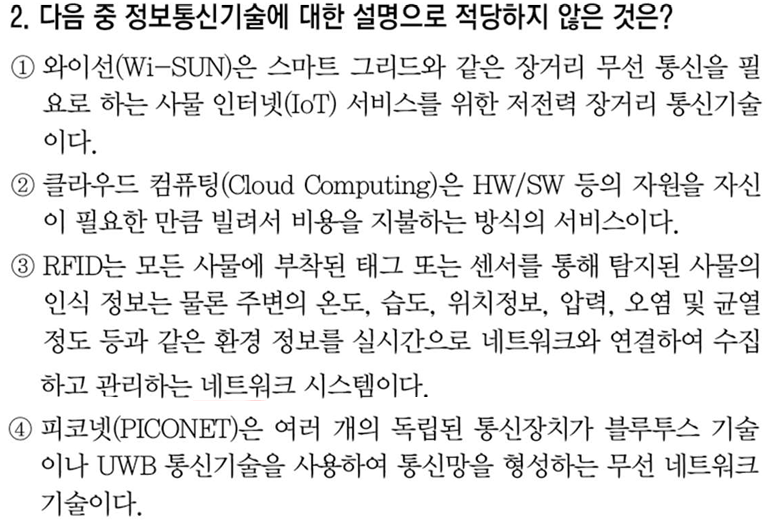 2. 다음 중 정보통신기술에 대한 설명으로 적당하지 않은 것은?
① 와이선(Wi-SUN)은 스마트 그리드와 같은 장거리 무선 통신을 필
요로 하는 사물 인터넷(IoT) 서비스를 위한 저전력 장거리 통신기술
이다.
② 클라우드 컴퓨팅(Cloud Computing)은 HW/SW 등의 자원을 자신
이 필요한 만큼 빌려서 비용을 지불하는 방식의 서비스이다.
③ RFID는 모든 사물에 부착된 태그 또는 센서를 통해 탐지된 사물의
인식 정보는 물론 주변의 온도, 습도, 위치정보, 압력, 오염 및 균열
정도 등과 같은 환경 정보를 실시간으로 네트워크와 연결하여 수집
하고 관리하는 네트워크 시스템이다.
④ 피코넷(PICONET)은 여러 개의 독립된 통신장치가 블루투스 기술
이나 UWB 통신기술을 사용하여 통신망을 형성하는 무선 네트워크
기술이다.